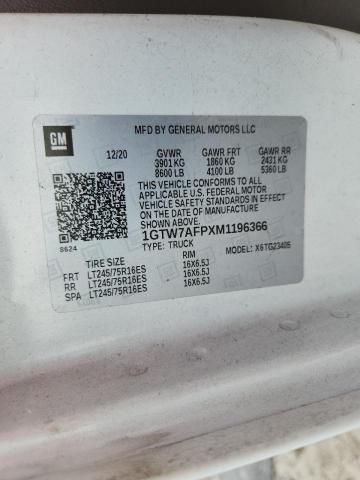 GM
MFD BY GENERAL MOTORS LLC
12/20 GVWR GAWR FRT GAWR RR
3901 KG 1860 KG 2431 KG
8600 LB 4100 LB 5360 LB
THIS VEHICLE CONFORMS TO ALL
APPLICABLE U.S. FEDERAL MOTOR
VEHICLE SAFETY STANDARDS IN
EFFECT ON THE DATE OF
MANUFACTURE SHOWN ABOVE.
1GTW7AFPXM1196366
S624 TYPE: TRUCK MODEL: X6TG23405
TIRE SIZE RIM
FRT LT245/75R16ES 16X6.5J
RR LT245/75R16ES 16X6.5J
SPA LT245/75R16ES 16X6.5J